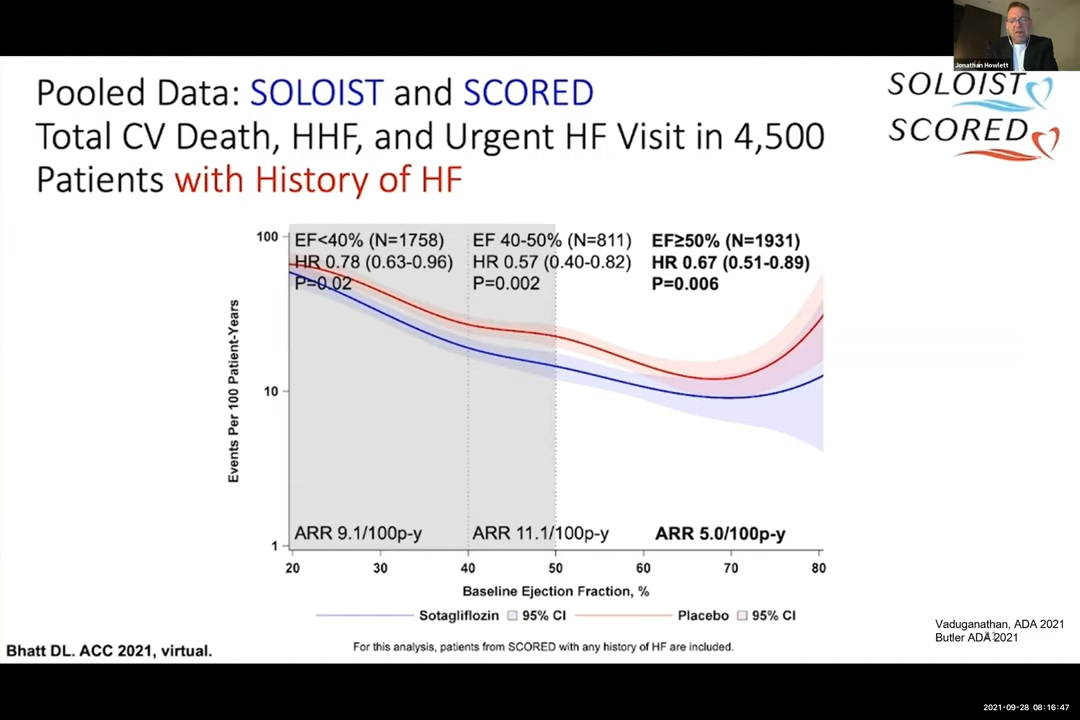 Jonathan Howlett
Pooled Data: SOLOIST and SCORED
Total CV Death, HHF, and Urgent HF Visit in 4,500
Patients with History of HF
SOLOIST
SCORED
EF<40% (N=1758)
HR 0.78 (0.63-0.96)
P=0.02
EF 40-50% (N=811)
HR 0.57 (0.40-0.82)
P=0.002
EF≥50% (N=1931)
HR 0.67 (0.51-0.89)
P=0.006
Events Per 100 Patient-Years
100
10
1
ARR 9.1/100p-y
ARR 11.1/100p-y
ARR 5.0/100p-y
20 30 40 50 60 70 80
Baseline Ejection Fraction, %
Sotagliflozin 95% CI Placebo 95% CI
For this analysis, patients from SCORED with any history of HF are included.
Vaduganathan, ADA 2021
Butler ADA 2021
Bhatt DL. ACC 2021, virtual.
2021-09-28 08:16:47